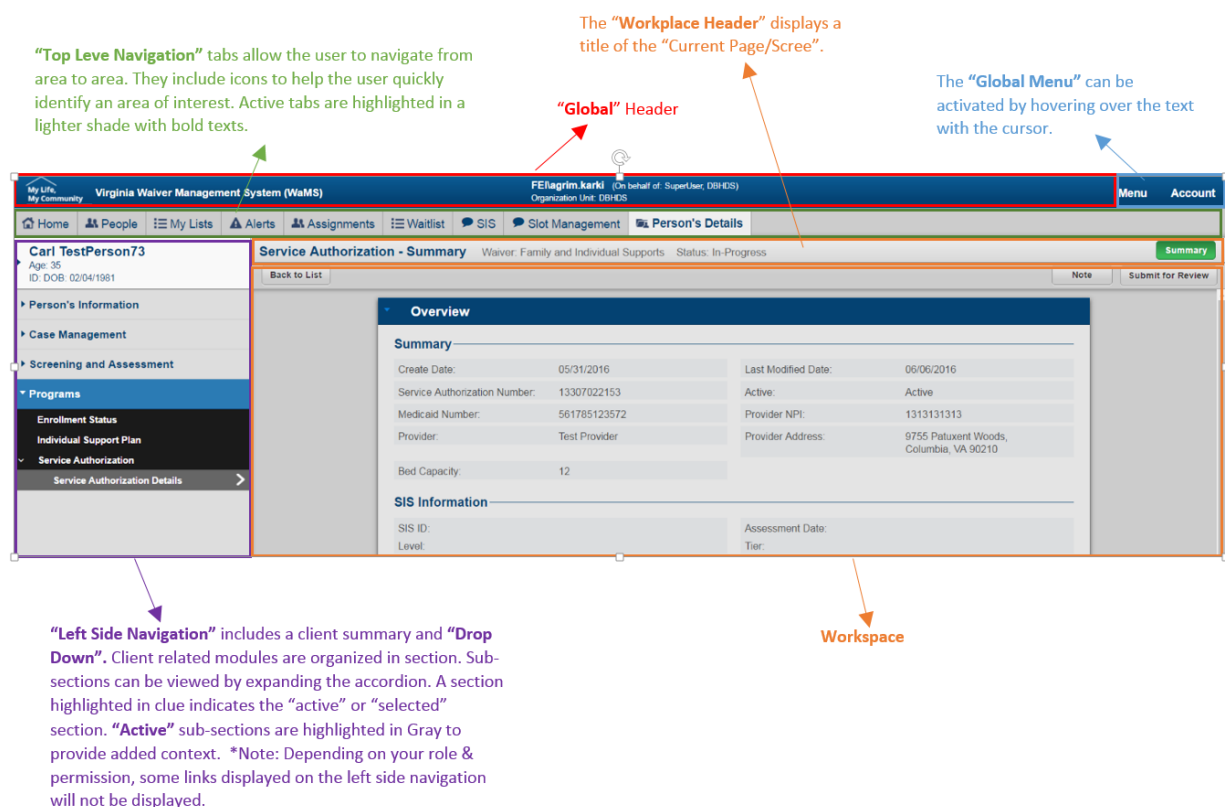 The “Workplace Header” displays a
title of the “Current Page/Scree”.
“Top Leve Navigation” tabs allow the user to navigate from
area to area. They include icons to help the user quickly
identify an area of interest. Active tabs are highlighted in a
lighter shade with bold texts.
“Global” Header
The “Global Menu” can be
activated by hovering over the text
with the cursor.
My Life,
My Community
Virginia Waiver Management System (WaMS)
FEI\agrim.karki (On behalf of: SuperUser, DBHDS)
Organization Unit: DBHDS
Menu Account
Home People My Lists Alerts Assignments Waitlist SIS Slot Management Person's Details
Carl TestPerson73
Age: 35
ID: DOB: 02/04/1981
Service Authorization - Summary Waiver: Family and Individual Supports Status: In-Progress Summary
Back to List Note Submit for Review
Person's Information
Case Management
Screening and Assessment
Programs
Enrollment Status
Individual Support Plan
Service Authorization
Service Authorization Details
Overview
Summary
Create Date: 05/31/2016 Last Modified Date: 06/06/2016
Service Authorization Number: 13307022153 Active: Active
Medicaid Number: 561785123572 Provider NPI: 1313131313
Provider: Test Provider Provider Address: 9755 Patuxent Woods,
Columbia, VA 90210
Bed Capacity: 12
SIS Information
SIS ID: Assessment Date:
Level: Tier:
“Left Side Navigation” includes a client summary and “Drop
Down”. Client related modules are organized in section. Sub-
sections can be viewed by expanding the accordion. A section
highlighted in clue indicates the “active” or “selected”
section. “Active” sub-sections are highlighted in Gray to
provide added context. *Note: Depending on your role &
permission, some links displayed on the left side navigation
will not be displayed.
Workspace